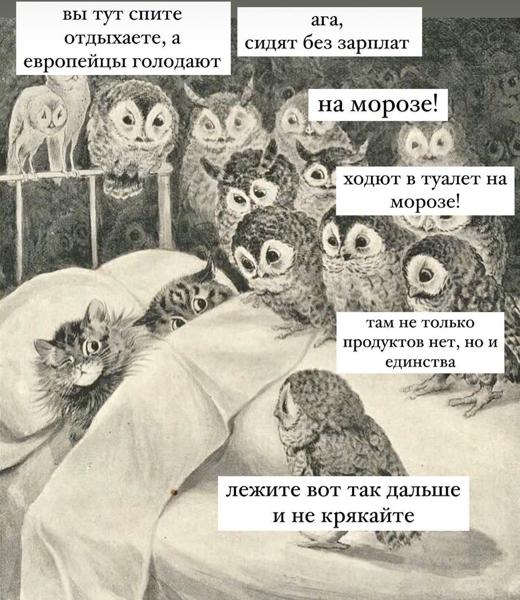 вы тут спите
отдыхаете, а
европейцы голодают
ага,
сидят без зарплат
на морозе!
ходют в туалет на
морозе!
там не только
продуктов нет, но и
единства
лежите вот так дальше
и не крякайте